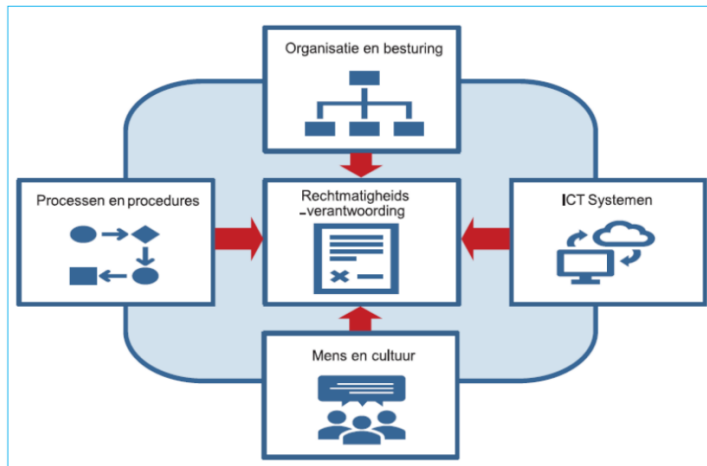 Organisatie en besturing
Processen en procedures
Rechtmatigheids
-verantwoording
ICT Systemen
Mens en cultuur